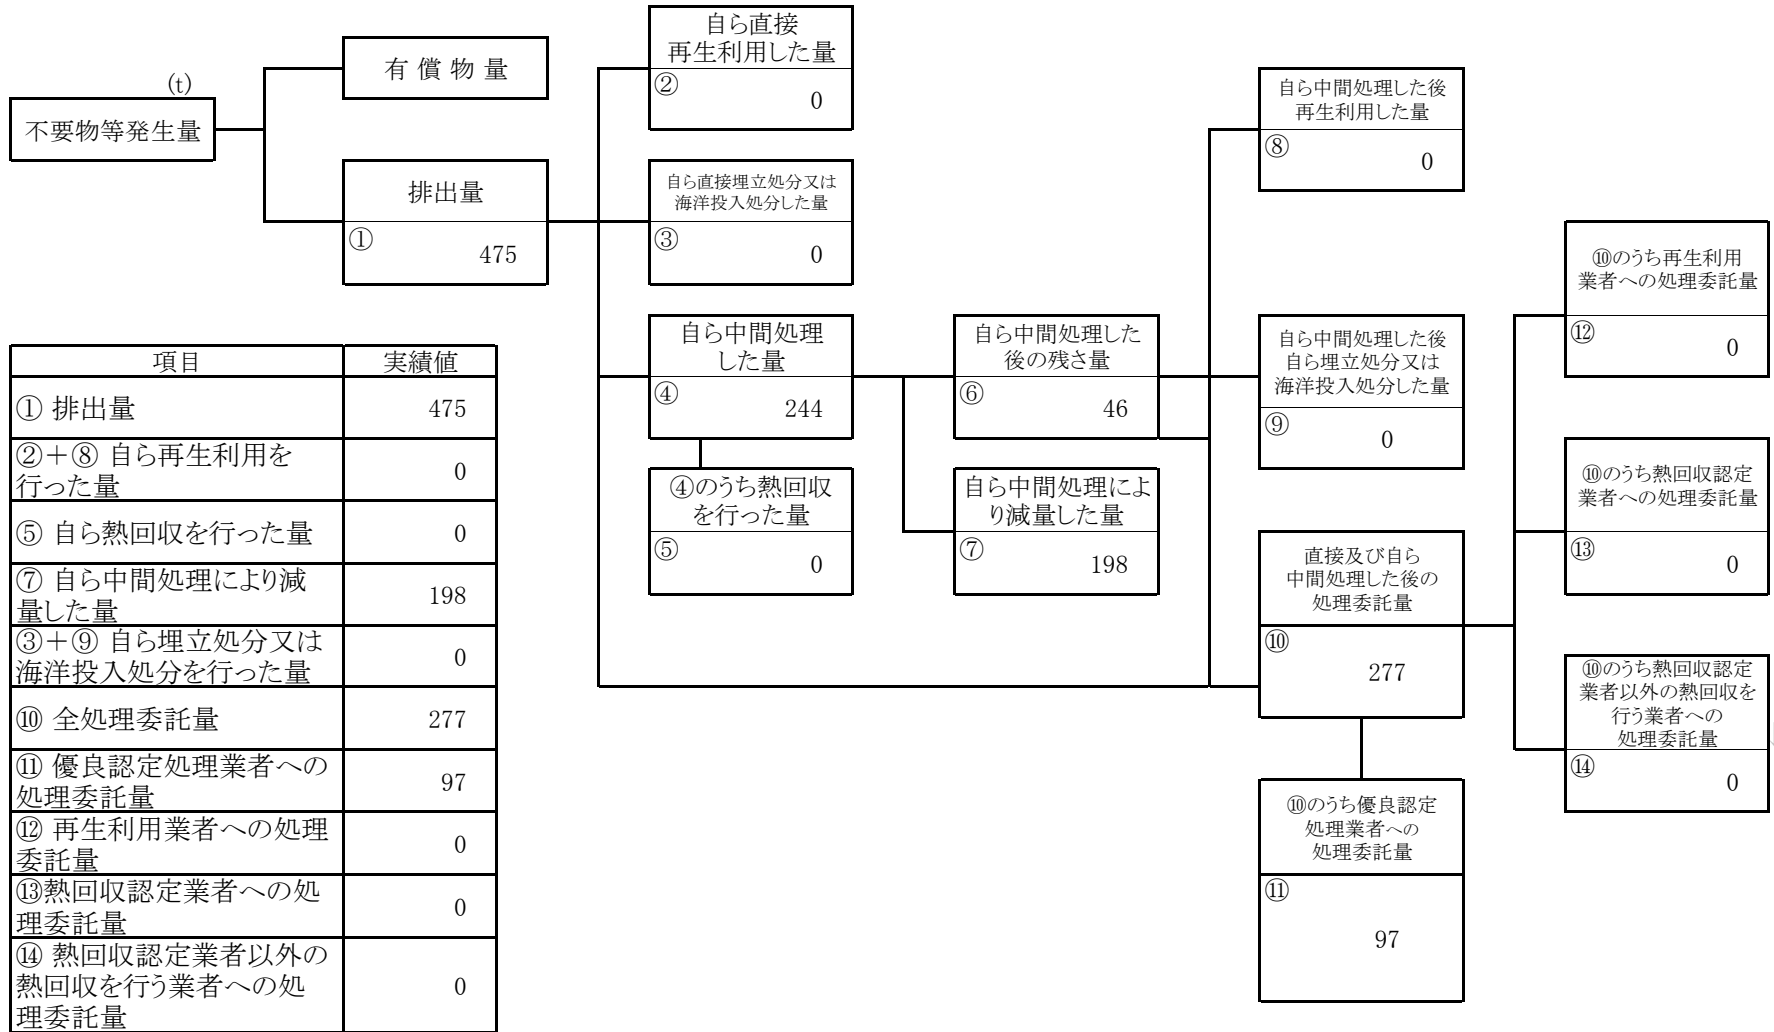 (t)
不要物等発生量
有 償 物 量
排出量
①
475
自ら直接
再生利用した量
②
0
自ら直接埋立処分又は
海洋投入処分した量
③
0
自ら中間処理
した量
④
244
④のうち熱回収
を行った量
⑤
0
自ら中間処理した
後の残さ量
⑥
46
自ら中間処理によ
り減量した量
⑦
198
自ら中間処理した後
再生利用した量
⑧
0
自ら中間処理した後
自ら埋立処分又は
海洋投入処分した量
⑨
0
直接及び自ら
中間処理した後の
処理委託量
⑩
277
⑩のうち優良認定
処理業者への
処理委託量
⑪
97
⑩のうち再生利用
業者への処理委託量
⑫
0
⑩のうち熱回収認定
業者への処理委託量
⑬
0
⑩のうち熱回収認定
業者以外の熱回収を
行う業者への
処理委託量
⑭
0
項目 実績値
① 排出量 475
②＋⑧ 自ら再生利用を
行った量 0
⑤ 自ら熱回収を行った量 0
⑦ 自ら中間処理により減
量した量 198
③＋⑨ 自ら埋立処分又は
海洋投入処分を行った量 0
⑩ 全処理委託量 277
⑪ 優良認定処理業者への
処理委託量 97
⑫ 再生利用業者への処理
委託量 0
⑬熱回収認定業者への処
理委託量 0
⑭ 熱回収認定業者以外の
熱回収を行う業者への処
理委託量 0